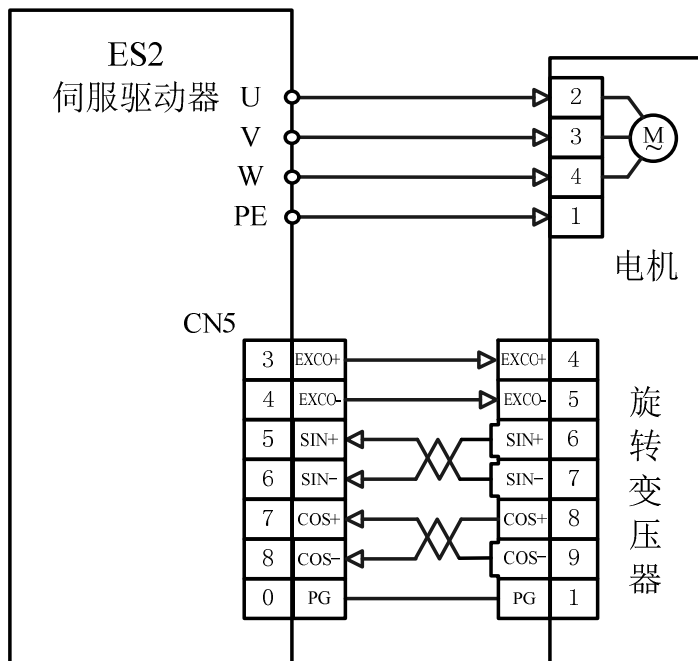 ES2
伺服驱动器
U
2
V
3
M
~
W
4
PE
1
电机
CN5
3 EXCO+ EXCO+ 4
4 EXCO- EXCO- 5
5 SIN+ SIN+ 6
6 SIN- SIN- 7
7 COS+ COS+ 8
8 COS- COS- 9
0 PG PG 1
旋转变压器